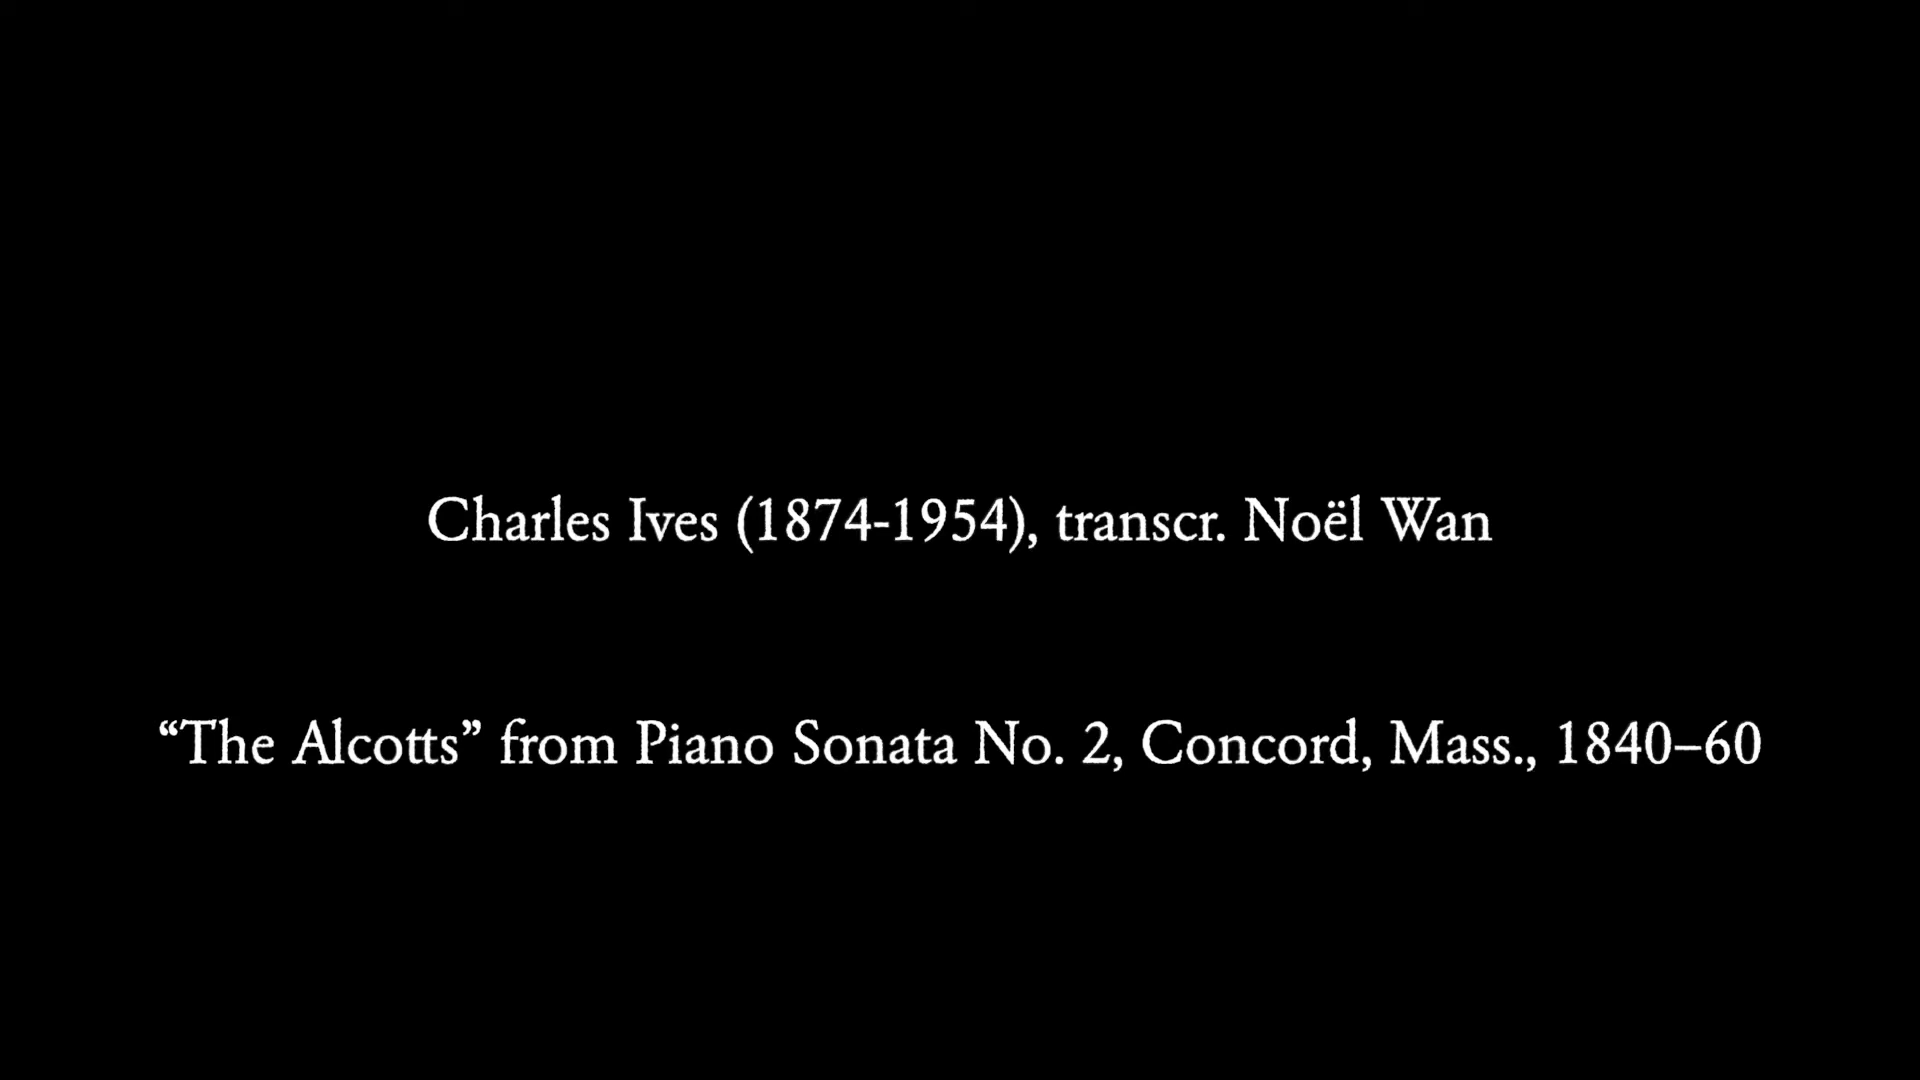 Charles Ives (1874-1954), transcr. Noël Wan
“The Alcotts” from Piano Sonata No. 2, Concord, Mass., 1840–60